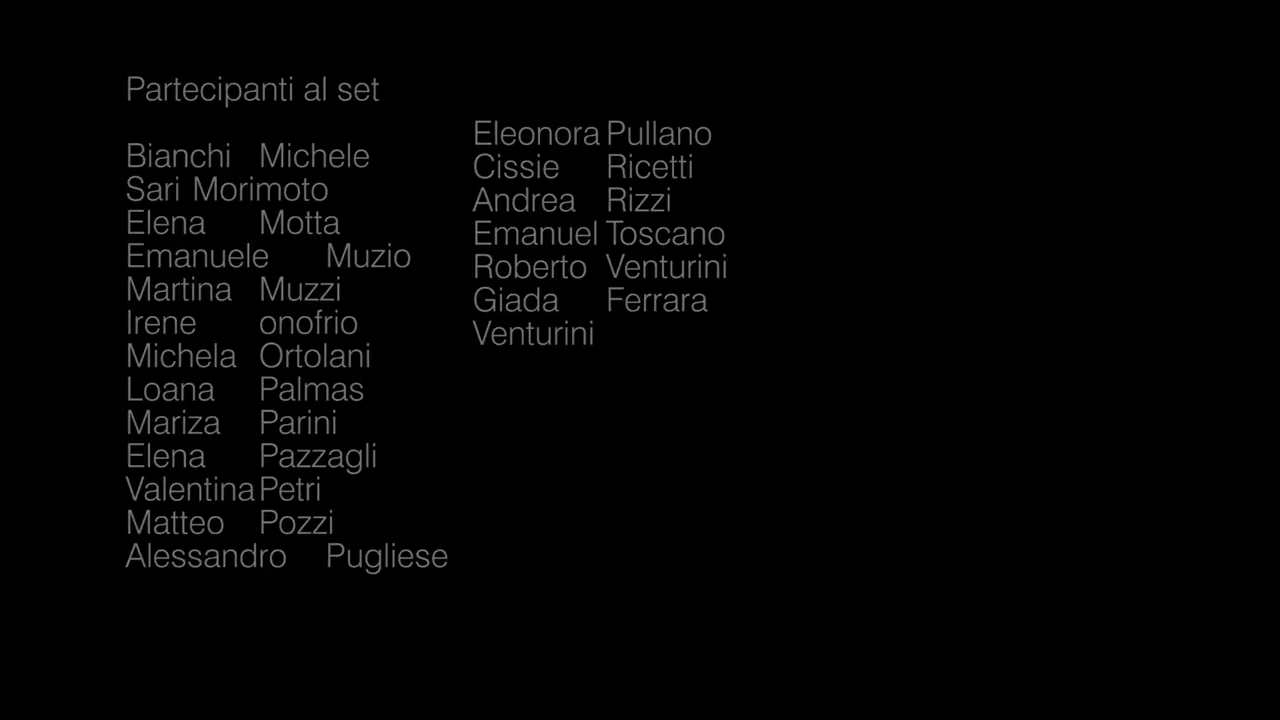 Partecipanti al set
Bianchi Michele
Sari Morimoto
Elena Motta
Emanuele Muzio
Martina Muzzi
Irene onofrio
Michela Ortolani
Loana Palmas
Mariza Parini
Elena Pazzagli
Valentina Petri
Matteo Pozzi
Alessandro Pugliese
Eleonora Pullano
Cissie Ricetti
Andrea Rizzi
Emanuel Toscano
Roberto Venturini
Giada Ferrara
Venturini